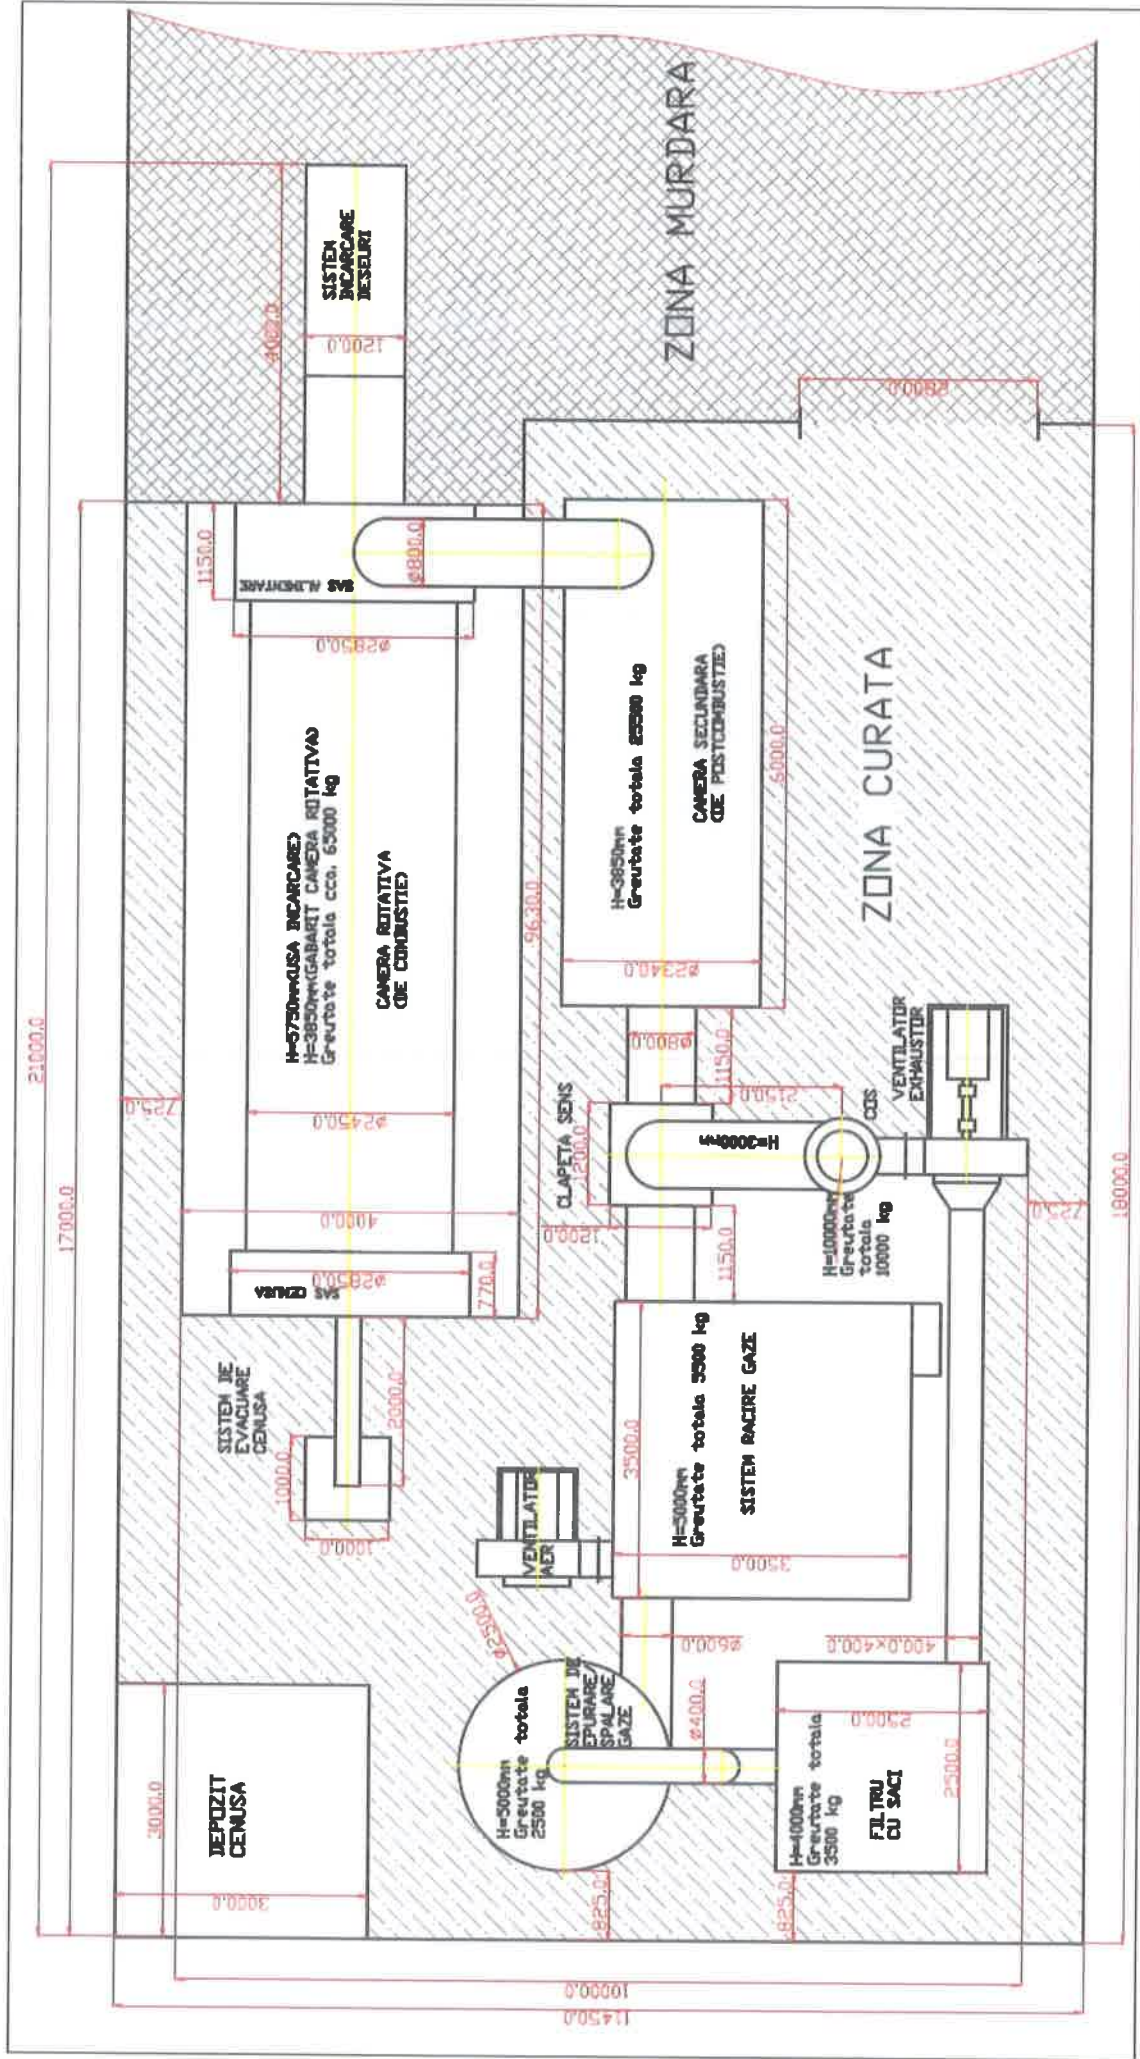 21000.0
17000.0
4000.0
725.0
3000.0
3000.0
DEPOZIT
CENUSA
SISTEM DE
EVACUARE
CENUSA
1000.0
1000.0
2000.0
SAS CENUSA
ø2850.0
770.0
4000.0
ø2450.0
H=5750mm(USA INCARCARE)
H=3850mm(GABARIT CAMERA ROTATIVA)
Greutate totala cca. 65000 kg
CAMERA ROTATIVA
(DE COMBUSTIE)
9630.0
1150.0
SAS ALIMENTARE
ø2850.0
ø800.0
SISTEM
INCARCARE
DESEURI
1200.0
ZONA MURDARA
2800.0
ø2500.0
H=5000mm
Greutate totala
2500 kg
SISTEM DE
EPURARE/
SPALARE
GAZE
825.0
VENTILATOR
AER
ø600.0
ø400.0
3500.0
3500.0
H=5000mm
Greutate totala 5500 kg
SISTEM RACIRE GAZE
1150.0
CLAPETA SENS
1200.0
1200.0
H=3000mm
2150.0
1150.0
ø800.0
ø2340.0
H=3850mm
Greutate totala 25500 kg
CAMERA SECUNDARA
(DE POSTCOMBUSTIE)
6000.0
ZONA CURATA
H=10000mm
Greutate
totala
10000 kg
COS
VENTILATOR
EXHAUSTOR
725.0
400.0x400.0
2500.0
2500.0
H=4000mm
Greutate totala
3500 kg
FILTRU
CU SACI
825.0
10000.0
11450.0
18000.0